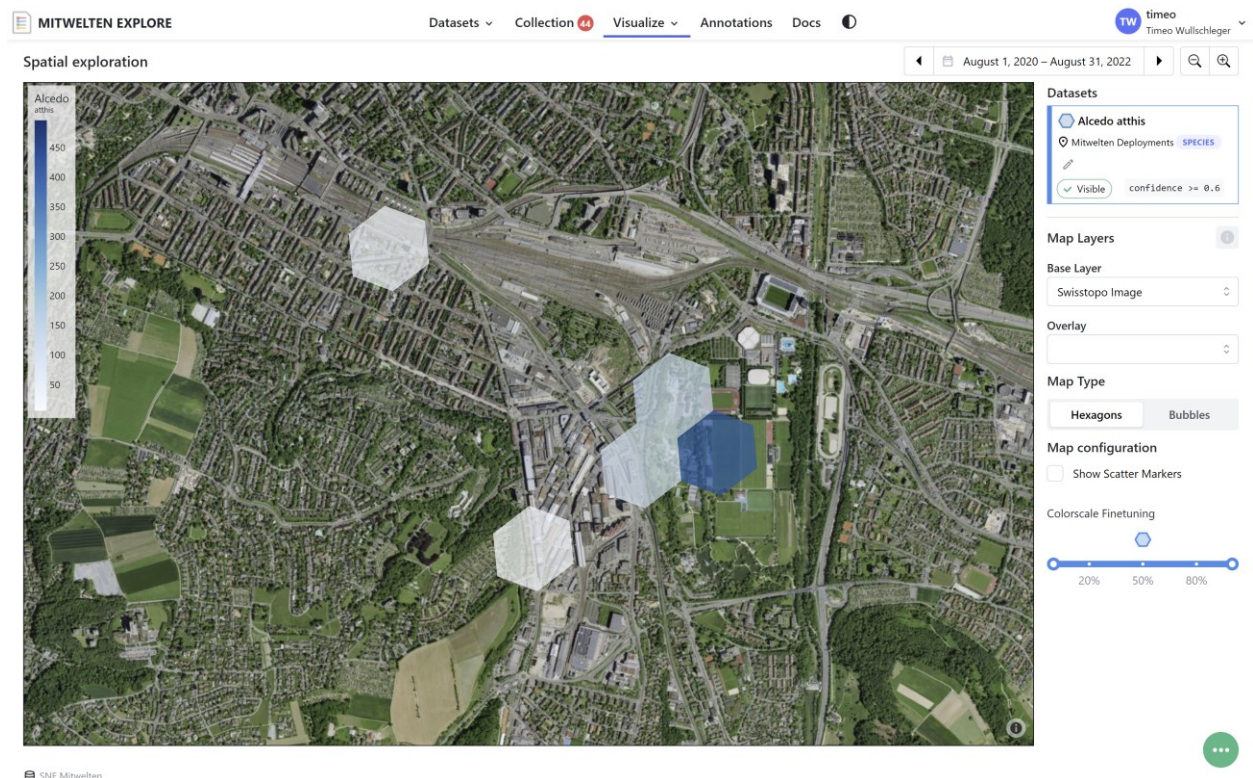 MITWELTEN EXPLORE
Datasets
Collection 44
Visualize
Annotations
Docs
TW
timeo
Timeo Wullschleger
Spatial exploration
August 1, 2020 – August 31, 2022
Alcedo
atthis
450
400
350
300
250
200
150
100
50
Datasets
Alcedo atthis
Mitwelten Deployments SPECIES
Visible
confidence >= 0.6
Map Layers
Base Layer
Swisstopo Image
Overlay
Map Type
Hexagons
Bubbles
Map configuration
Show Scatter Markers
Colorscale Finetuning
20% 50% 80%
SNF Mitwelten